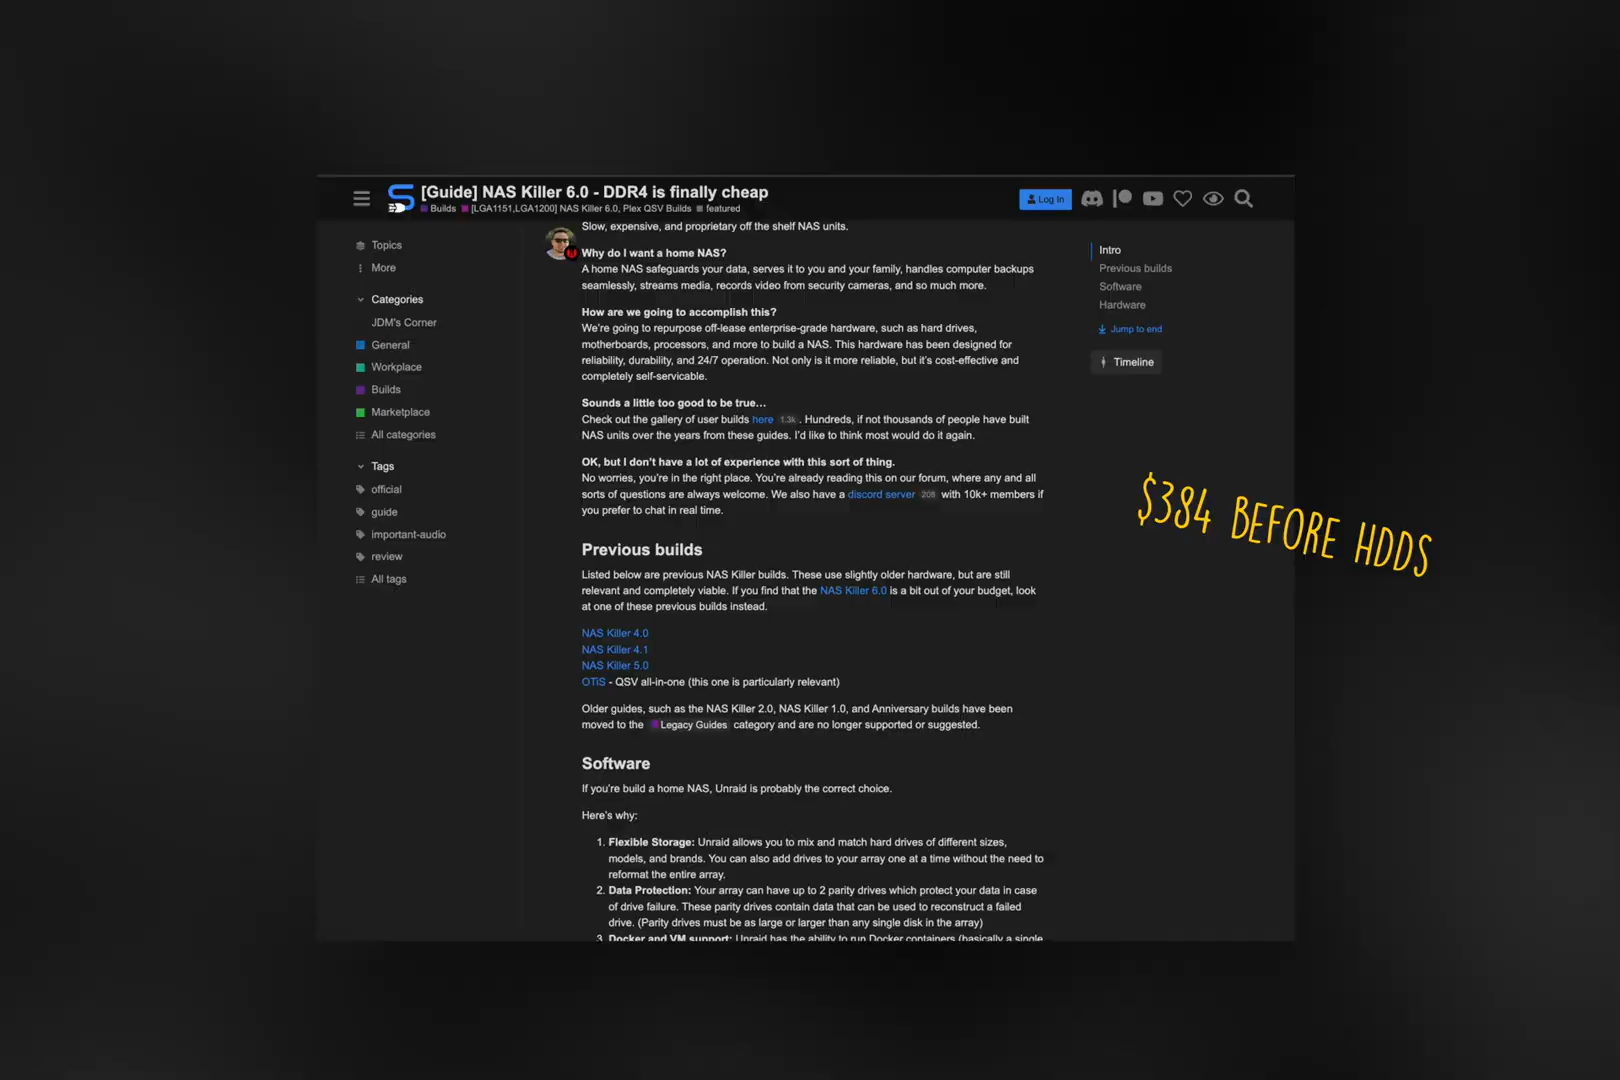 [Guide] NAS Killer 6.0 - DDR4 is finally cheap
Builds [LGA1151,LGA1200] NAS Killer 6.0, Plex QSV Builds featured
Log In
Topics
More
Categories
JDM's Corner
General
Workplace
Builds
Marketplace
All categories
Tags
official
guide
important-audio
review
All tags
Slow, expensive, and proprietary off the shelf NAS units.
Why do I want a home NAS?
A home NAS safeguards your data, serves it to you and your family, handles computer backups
seamlessly, streams media, records video from security cameras, and so much more.
How are we going to accomplish this?
We're going to repurpose off-lease enterprise-grade hardware, such as hard drives,
motherboards, processors, and more to build a NAS. This hardware has been designed for
reliability, durability, and 24/7 operation. Not only is it more reliable, but it's cost-effective and
completely self-servicable.
Sounds a little too good to be true…
Check out the gallery of user builds here 1.3k. Hundreds, if not thousands of people have built
NAS units over the years from these guides. I'd like to think most would do it again.
OK, but I don't have a lot of experience with this sort of thing.
No worries, you're in the right place. You're already reading this on our forum, where any and all
sorts of questions are always welcome. We also have a discord server 208 with 10k+ members if
you prefer to chat in real time.
Previous builds
Listed below are previous NAS Killer builds. These use slightly older hardware, but are still
relevant and completely viable. If you find that the NAS Killer 6.0 is a bit out of your budget, look
at one of these previous builds instead.
NAS Killer 4.0
NAS Killer 4.1
NAS Killer 5.0
OTiS - QSV all-in-one (this one is particularly relevant)
Older guides, such as the NAS Killer 2.0, NAS Killer 1.0, and Anniversary builds have been
moved to the Legacy Guides category and are no longer supported or suggested.
Software
If you're build a home NAS, Unraid is probably the correct choice.
Here's why:
1. Flexible Storage: Unraid allows you to mix and match hard drives of different sizes,
models, and brands. You can also add drives to your array one at a time without the need to
reformat the entire array.
2. Data Protection: Your array can have up to 2 parity drives which protect your data in case
of drive failure. These parity drives contain data that can be used to reconstruct a failed
drive. (Parity drives must be as large or larger than any single disk in the array)
3. Docker and VM support: Unraid has the ability to run Docker containers (basically a single
Intro
Previous builds
Software
Hardware
Jump to end
Timeline
$384 BEFORE HDDS